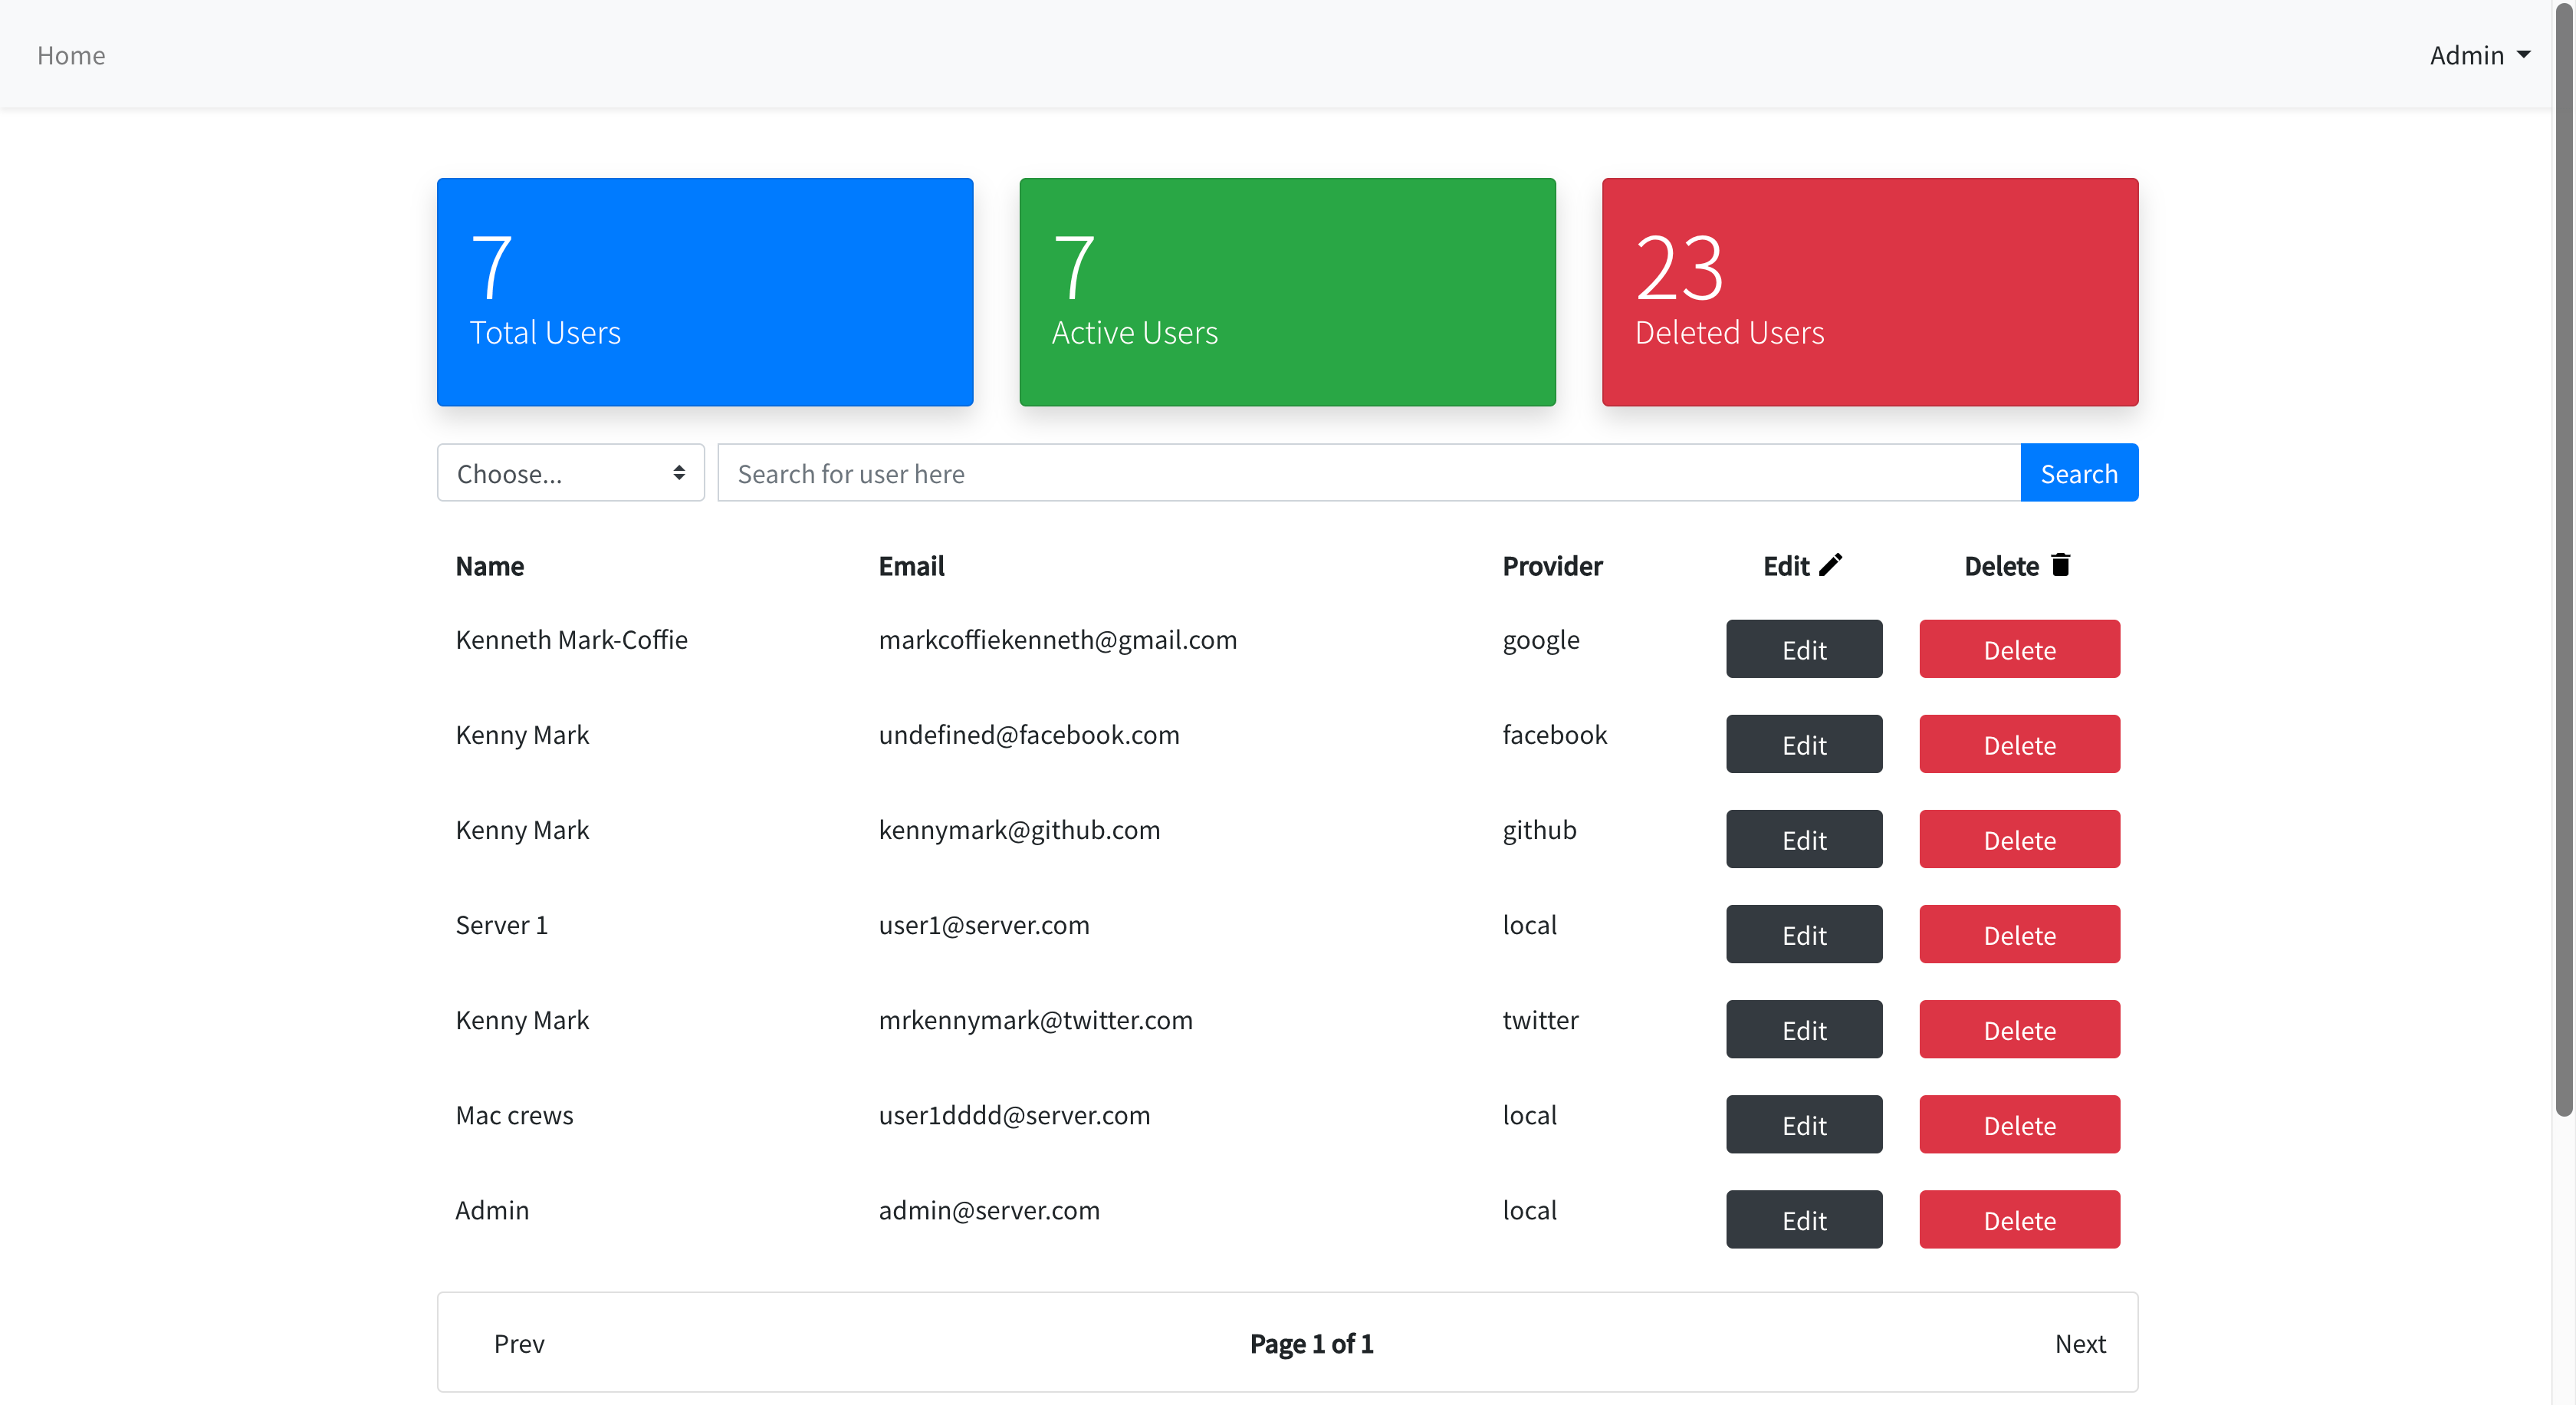 Home Admin
7 7 23
Total Users Active Users Deleted Users
Choose... Search for user here Search
Name Email Provider Edit Delete
Kenneth Mark-Coffie markcoffiekenneth@gmail.com google Edit Delete
Kenny Mark undefined@facebook.com facebook Edit Delete
Kenny Mark kennymark@github.com github Edit Delete
Server 1 user1@server.com local Edit Delete
Kenny Mark mrkennymark@twitter.com twitter Edit Delete
Mac crews user1dddd@server.com local Edit Delete
Admin admin@server.com local Edit Delete
Prev Page 1 of 1 Next